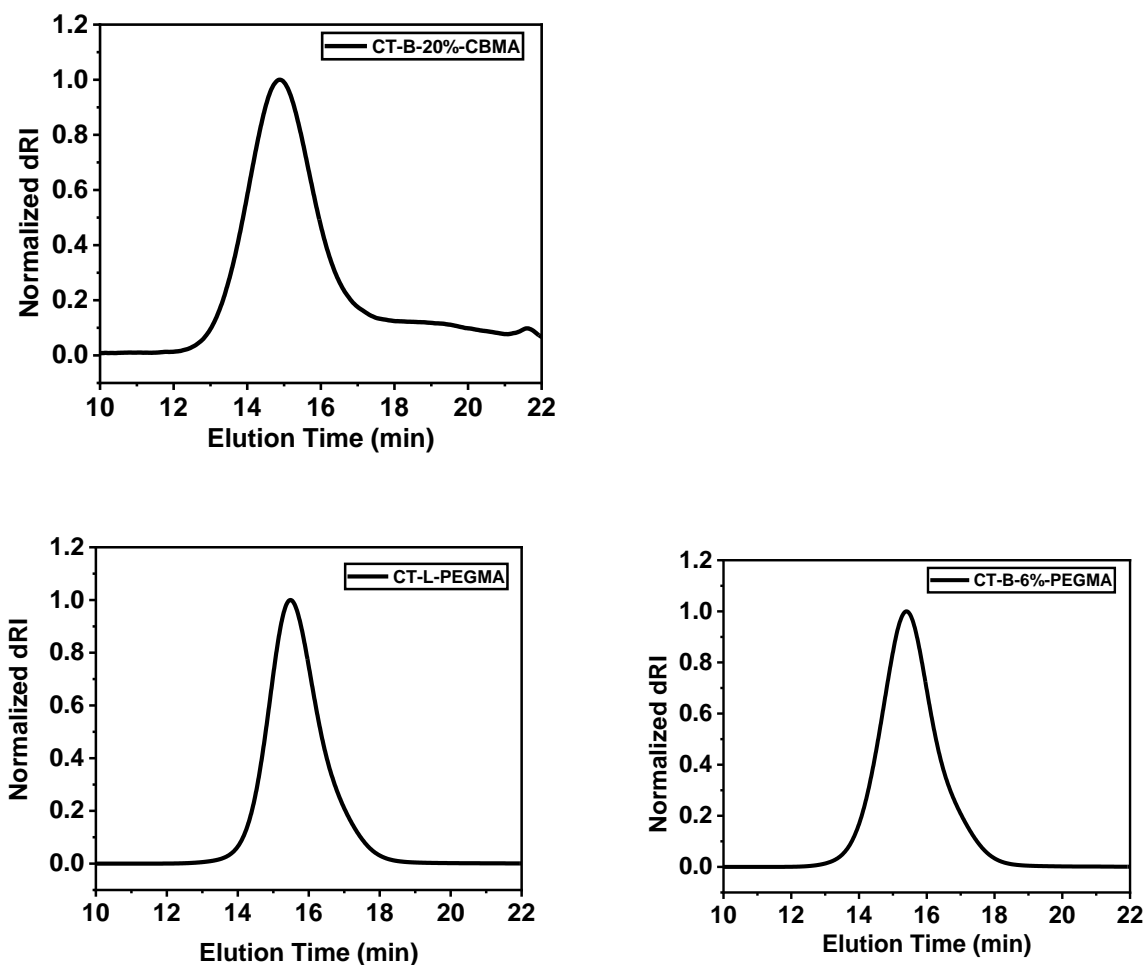 CT-B-20%-CBMA
Normalized dRI
1.2
1.0
0.8
0.6
0.4
0.2
0.0
10 12 14 16 18 20 22
Elution Time (min)
CT-L-PEGMA
Normalized dRI
1.2
1.0
0.8
0.6
0.4
0.2
0.0
10 12 14 16 18 20 22
Elution Time (min)
CT-B-6%-PEGMA
Normalized dRI
1.2
1.0
0.8
0.6
0.4
0.2
0.0
10 12 14 16 18 20 22
Elution Time (min)